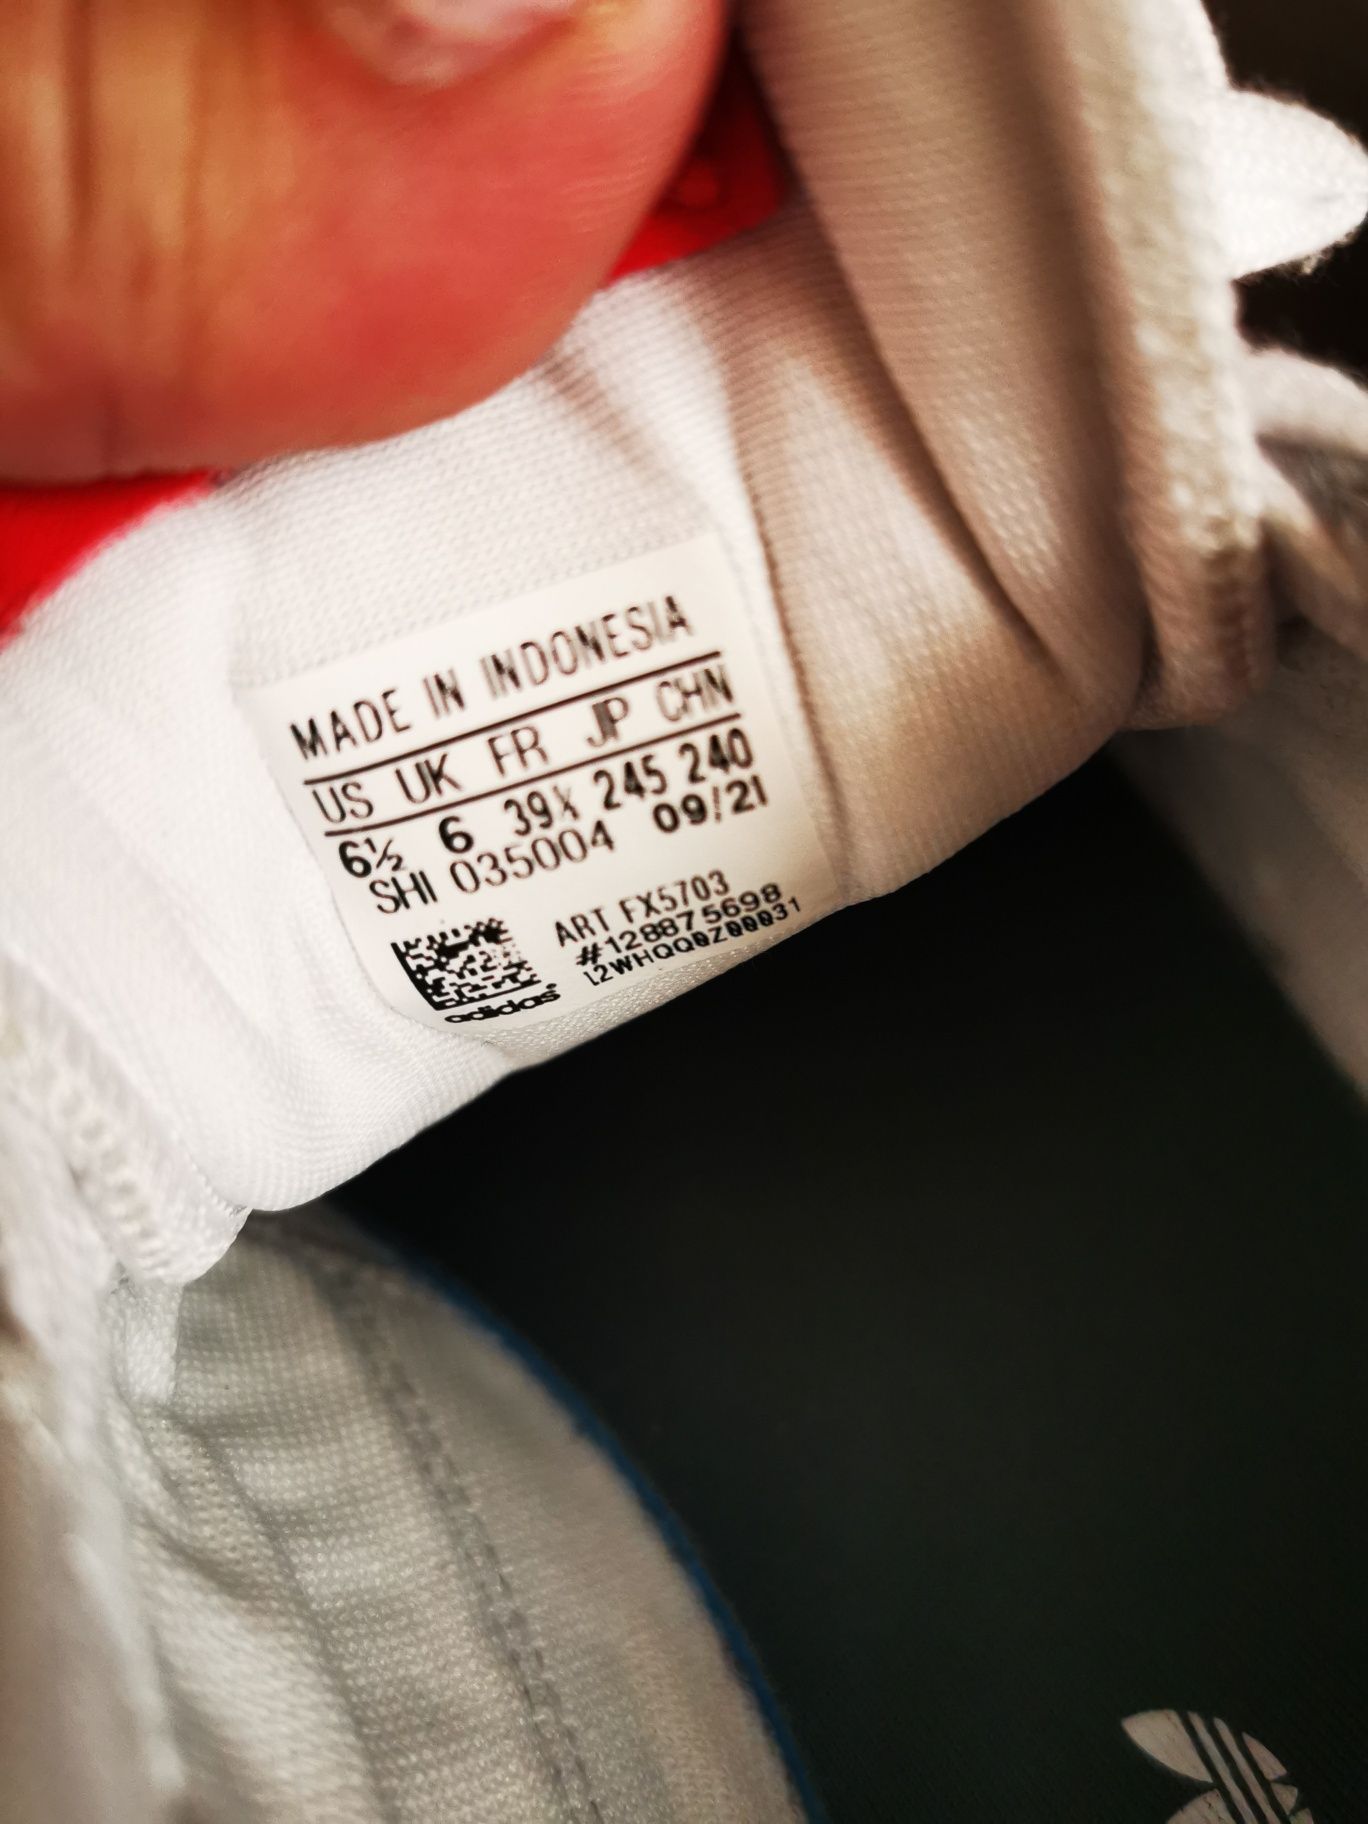 MADE IN INDONESIA
US UK FR JP CHN
6½ 6 39⅓ 245 240
SHI 035004 09/21
ART FX5703
#128875698
L2WHQQ0Z00031
adidas